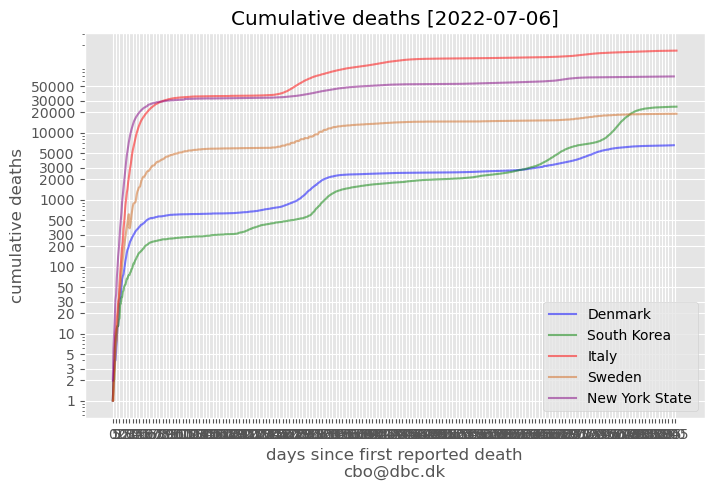 Cumulative deaths [2022-07-06]
cumulative deaths
50000
30000
20000
10000
5000
3000
2000
1000
500
300
200
100
50
30
20
10
5
3
2
1
Denmark
South Korea
Italy
Sweden
New York State
days since first reported death
cbo@dbc.dk